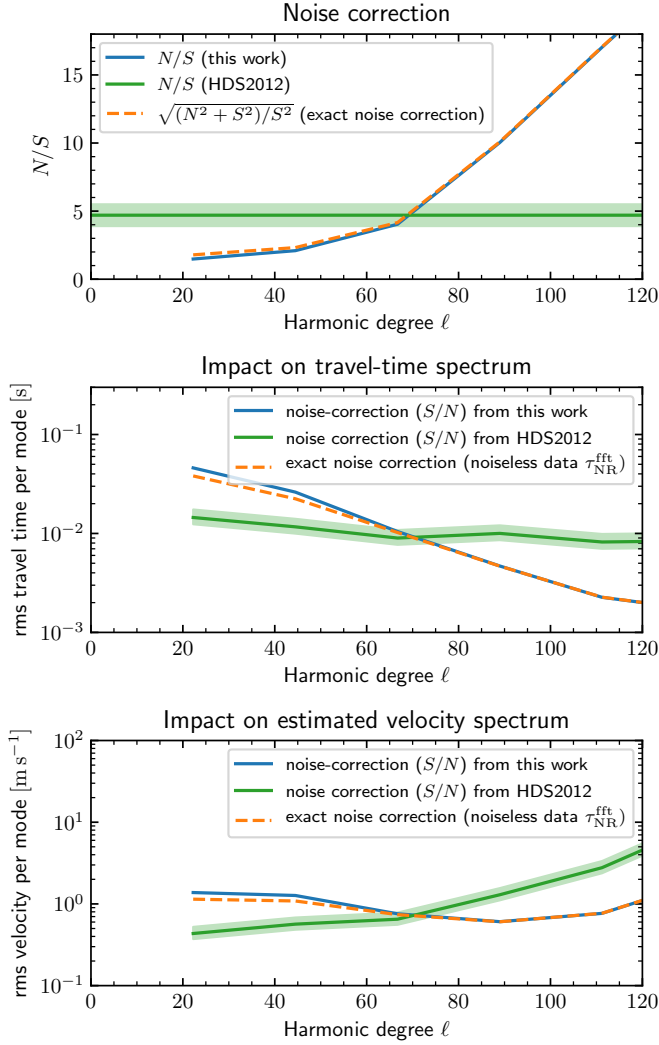 Noise correction
N/S (this work)
N/S (HDS2012)
√(N² + S²)/S² (exact noise correction)
N/S
15
10
5
0
0 20 40 60 80 100 120
Harmonic degree ℓ
Impact on travel-time spectrum
noise-correction (S/N) from this work
noise correction (S/N) from HDS2012
exact noise correction (noiseless data τ_NR^fft)
rms travel time per mode [s]
10⁻¹
10⁻²
10⁻³
0 20 40 60 80 100 120
Harmonic degree ℓ
Impact on estimated velocity spectrum
noise-correction (S/N) from this work
noise correction (S/N) from HDS2012
exact noise correction (noiseless data τ_NR^fft)
rms velocity per mode [m s⁻¹]
10²
10¹
10⁰
10⁻¹
0 20 40 60 80 100 120
Harmonic degree ℓ